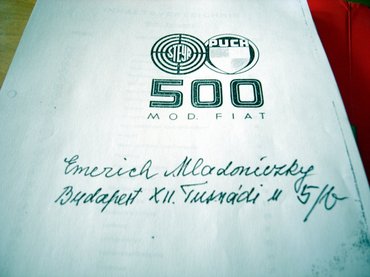 STEYR PUCH
500
MOD. FIAT
Emerich Mladoniczky
Budapest XII. Tusnádi u 5/b